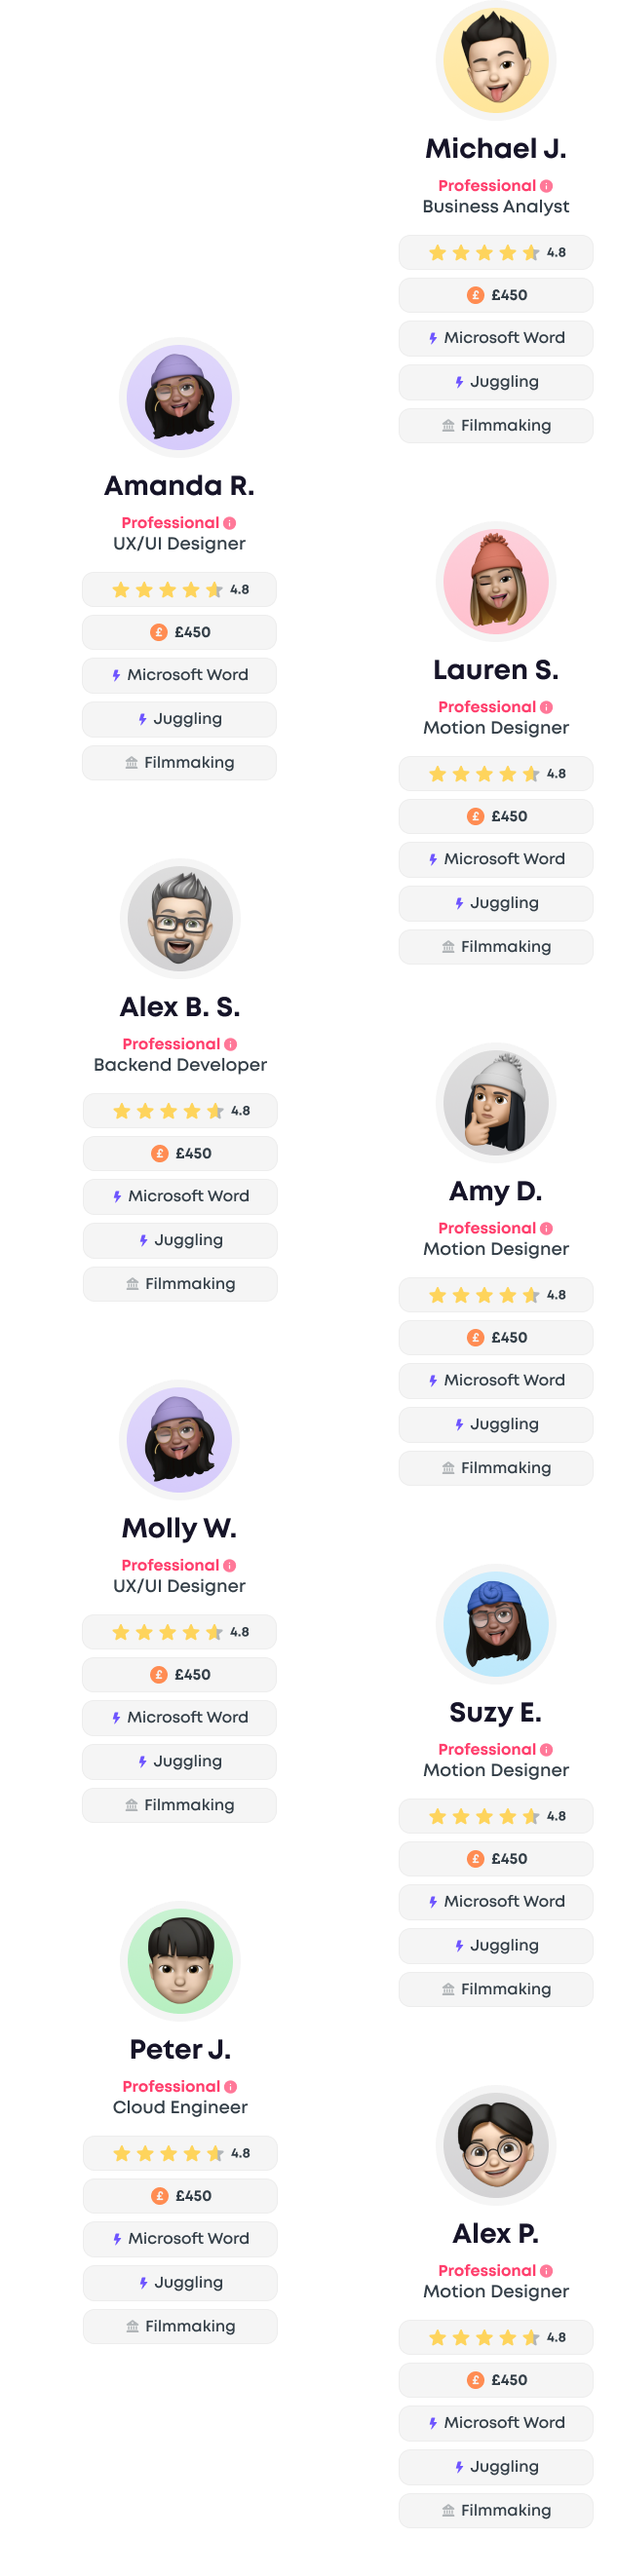 Michael J.
Professional
Business Analyst
4.8
£450
Microsoft Word
Juggling
Filmmaking
Amanda R.
Professional
UX/UI Designer
4.8
£450
Microsoft Word
Juggling
Filmmaking
Lauren S.
Professional
Motion Designer
4.8
£450
Microsoft Word
Juggling
Filmmaking
Alex B. S.
Professional
Backend Developer
4.8
£450
Microsoft Word
Juggling
Filmmaking
Amy D.
Professional
Motion Designer
4.8
£450
Microsoft Word
Juggling
Filmmaking
Molly W.
Professional
UX/UI Designer
4.8
£450
Microsoft Word
Juggling
Filmmaking
Suzy E.
Professional
Motion Designer
4.8
£450
Microsoft Word
Juggling
Filmmaking
Peter J.
Professional
Cloud Engineer
4.8
£450
Microsoft Word
Juggling
Filmmaking
Alex P.
Professional
Motion Designer
4.8
£450
Microsoft Word
Juggling
Filmmaking